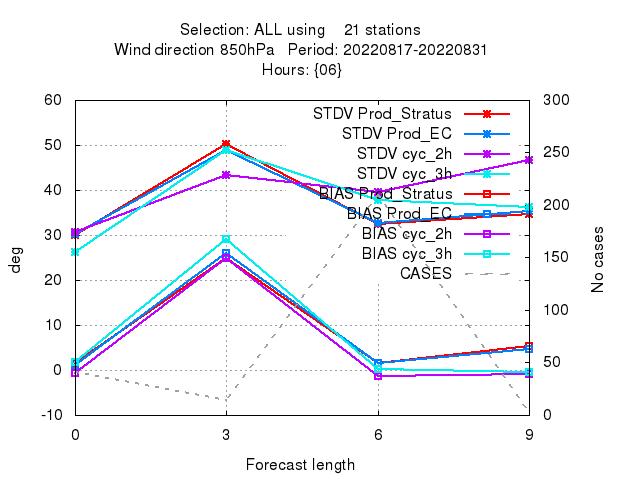 Selection: ALL using 21 stations
Wind direction 850hPa Period: 20220817-20220831
Hours: {06}
60
50
40
30
20
10
0
-10
deg
300
250
200
150
100
50
0
No cases
STDV Prod_Stratus
STDV Prod_EC
STDV cyc_2h
STDV cyc_3h
BIAS Prod_Stratus
BIAS Prod_EC
BIAS cyc_2h
BIAS cyc_3h
CASES
0 3 6 9
Forecast length